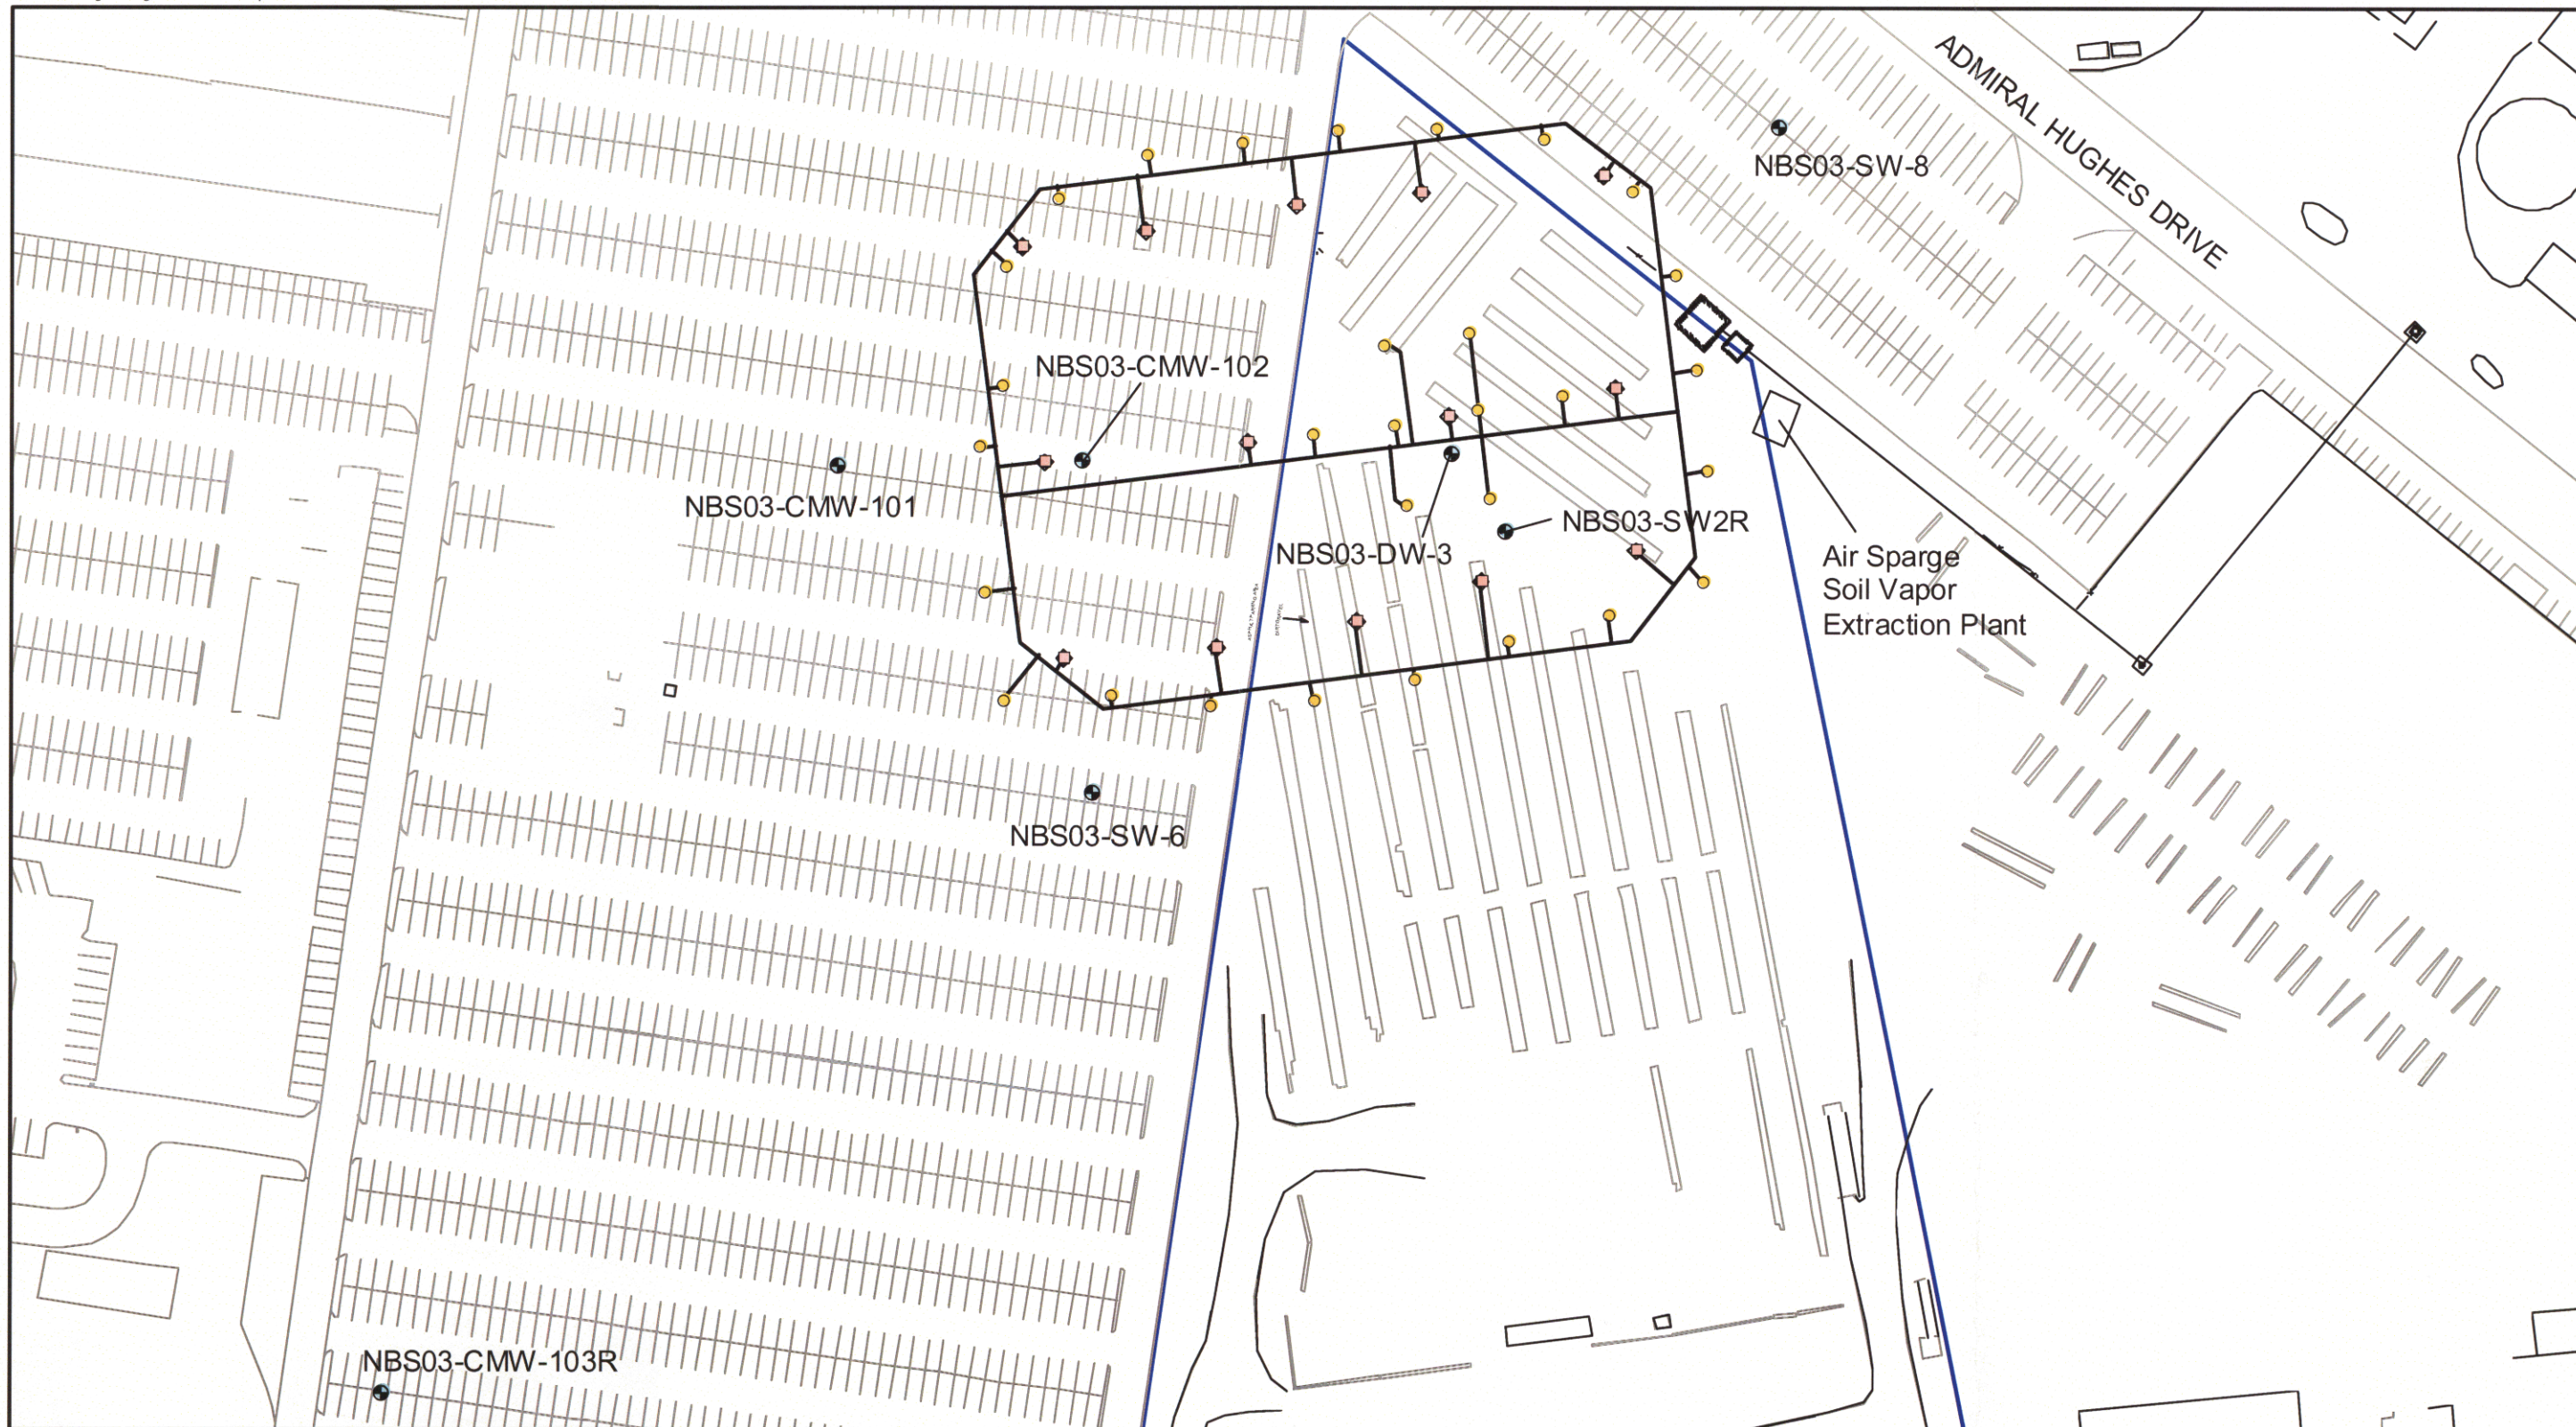 ADMIRAL HUGHES DRIVE
NBS03-SW-8
NBS03-CMW-102
NBS03-CMW-101
NBS03-SW2R
NBS03-DW-3
Air Sparge
Soil Vapor
Extraction Plant
NBS03-SW-6
NBS03-CMW-103R